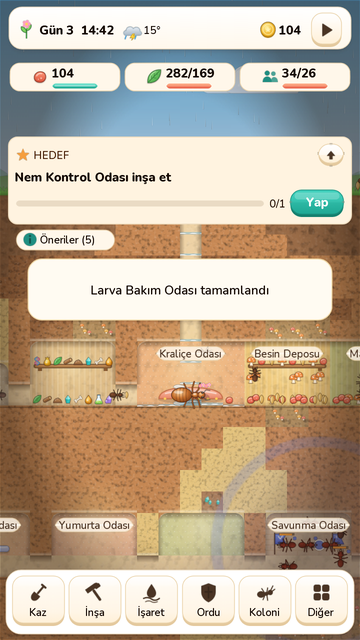 Gün 3 14:42 15° 104
104 282/169 34/26
HEDEF
Nem Kontrol Odası inşa et
0/1 Yap
Öneriler (5)
Larva Bakım Odası tamamlandı
Kraliçe Odası Besin Deposu
Yumurta Odası Savunma Odası
Kaz İnşa İşaret Ordu Koloni Diğer